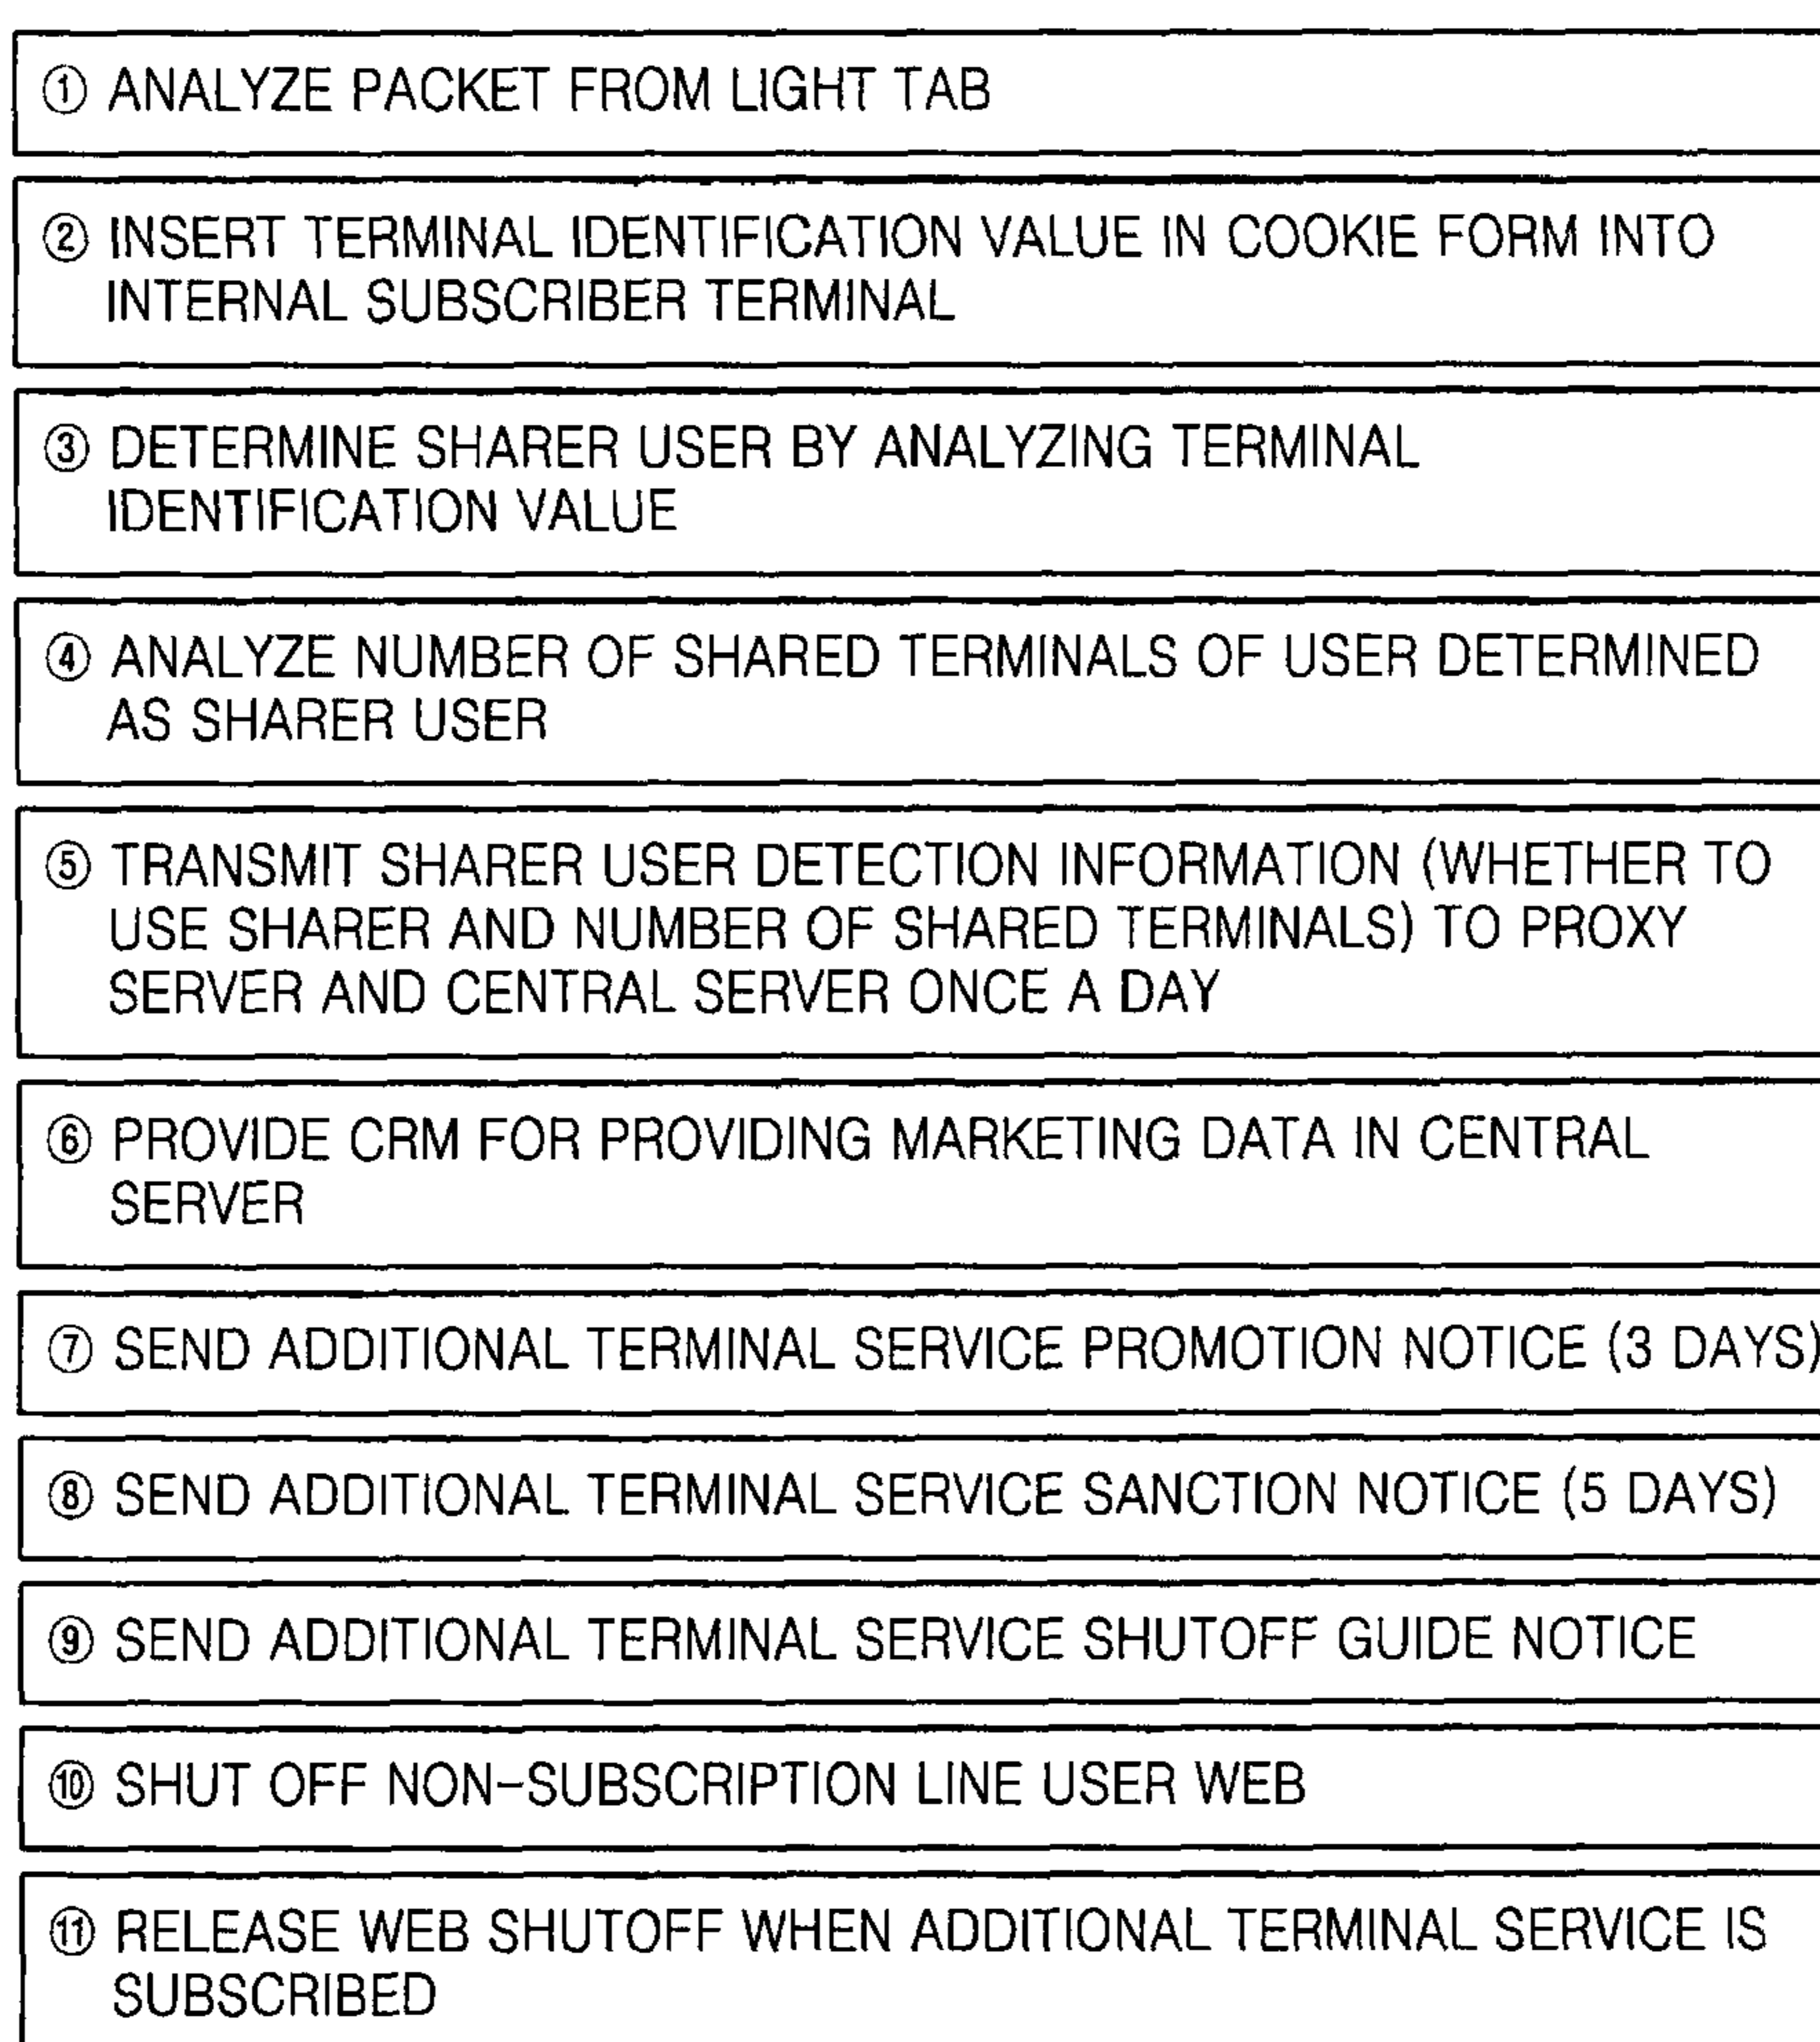 ① ANALYZE PACKET FROM LIGHT TAB
② INSERT TERMINAL IDENTIFICATION VALUE IN COOKIE FORM INTO
INTERNAL SUBSCRIBER TERMINAL
③ DETERMINE SHARER USER BY ANALYZING TERMINAL
IDENTIFICATION VALUE
④ ANALYZE NUMBER OF SHARED TERMINALS OF USER DETERMINED
AS SHARER USER
⑤ TRANSMIT SHARER USER DETECTION INFORMATION (WHETHER TO
USE SHARER AND NUMBER OF SHARED TERMINALS) TO PROXY
SERVER AND CENTRAL SERVER ONCE A DAY
⑥ PROVIDE CRM FOR PROVIDING MARKETING DATA IN CENTRAL
SERVER
⑦ SEND ADDITIONAL TERMINAL SERVICE PROMOTION NOTICE (3 DAYS)
⑧ SEND ADDITIONAL TERMINAL SERVICE SANCTION NOTICE (5 DAYS)
⑨ SEND ADDITIONAL TERMINAL SERVICE SHUTOFF GUIDE NOTICE
⑩ SHUT OFF NON-SUBSCRIPTION LINE USER WEB
⑪ RELEASE WEB SHUTOFF WHEN ADDITIONAL TERMINAL SERVICE IS
SUBSCRIBED